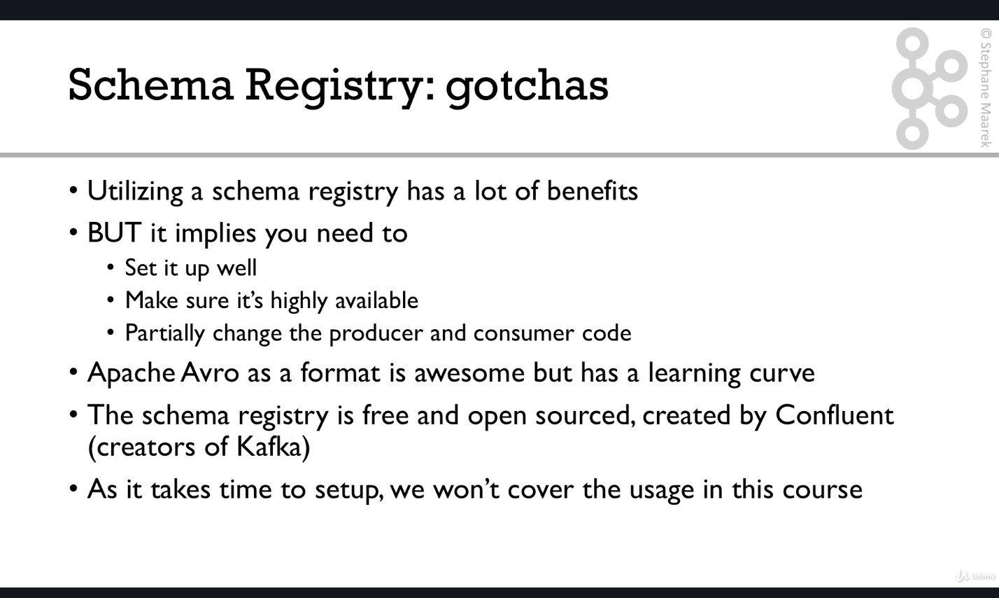 Schema Registry: gotchas
© Stephane Maarek
• Utilizing a schema registry has a lot of benefits
• BUT it implies you need to
• Set it up well
• Make sure it’s highly available
• Partially change the producer and consumer code
• Apache Avro as a format is awesome but has a learning curve
• The schema registry is free and open sourced, created by Confluent
(creators of Kafka)
• As it takes time to setup, we won’t cover the usage in this course
Udemy